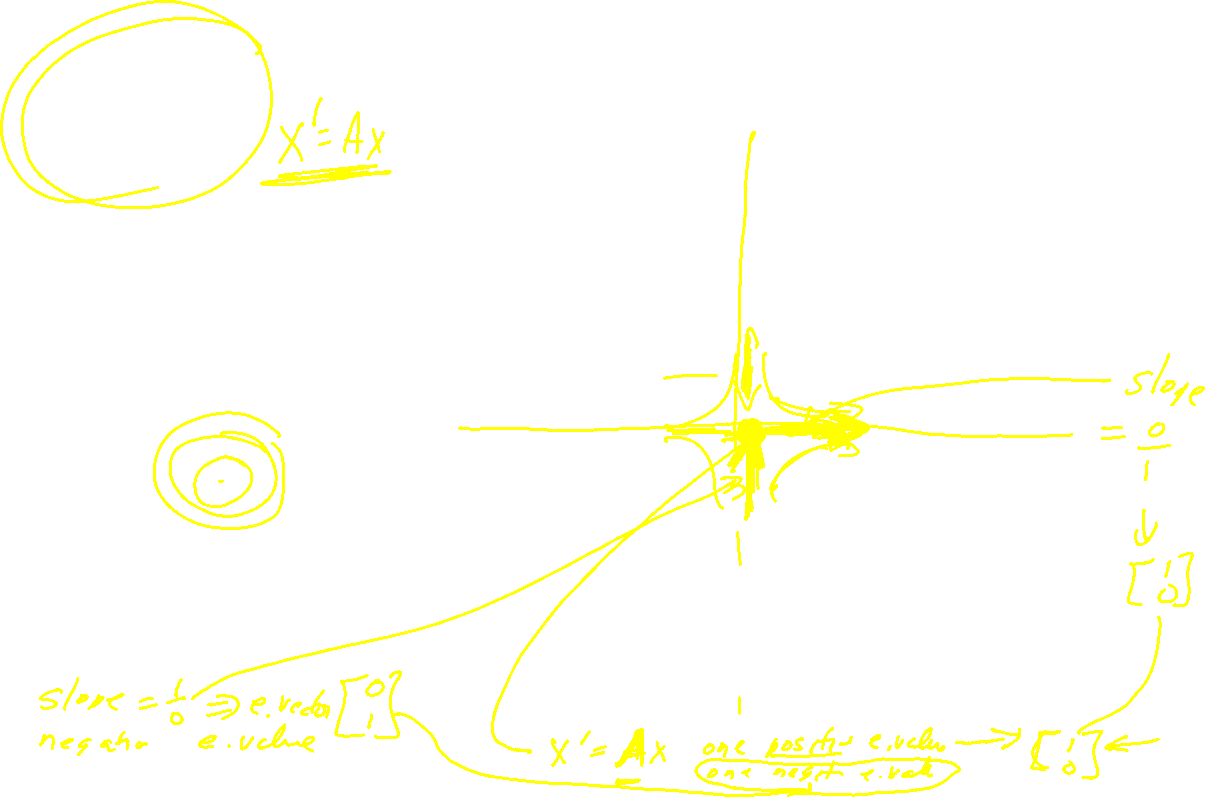 x' = Ax
slope
= 0
1
[1 0]
slope = 1/0 ⇒ e.vector [0 1]
negative e.value
x' = Ax one positive e.value → [1 0] ←
one negative e.value